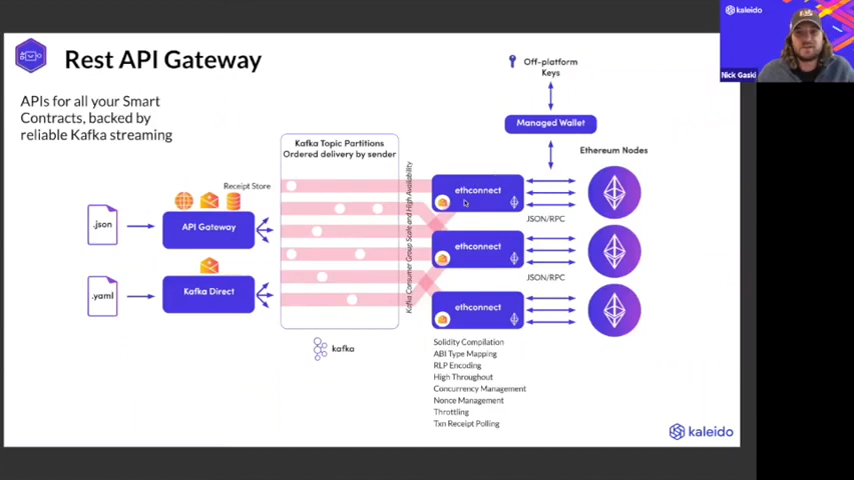 kaleido
Nick Gaski
Rest API Gateway
APIs for all your Smart
Contracts, backed by
reliable Kafka streaming
Off-platform
Keys
Managed Wallet
Ethereum Nodes
Kafka Topic Partitions
Ordered delivery by sender
Receipt Store
.json
API Gateway
.yaml
Kafka Direct
kafka
Kafka Consumer Group Scale and High Availability
ethconnect
JSON/RPC
ethconnect
JSON/RPC
ethconnect
Solidity Compilation
ABI Type Mapping
RLP Encoding
High Throughout
Concurrency Management
Nonce Management
Throttling
Txn Receipt Polling
kaleido